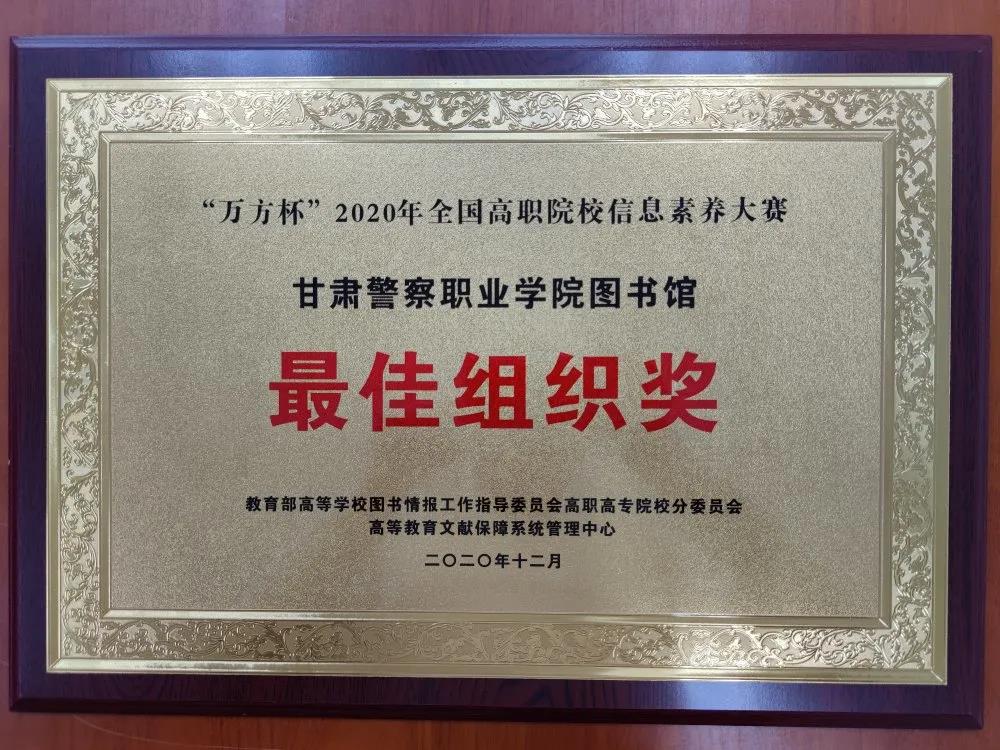 “万方杯”2020年全国高职院校信息素养大赛
甘肃警察职业学院图书馆
最佳组织奖
教育部高等学校图书情报工作指导委员会高职高专院校分委员会
高等教育文献保障系统管理中心
二〇二〇年十二月